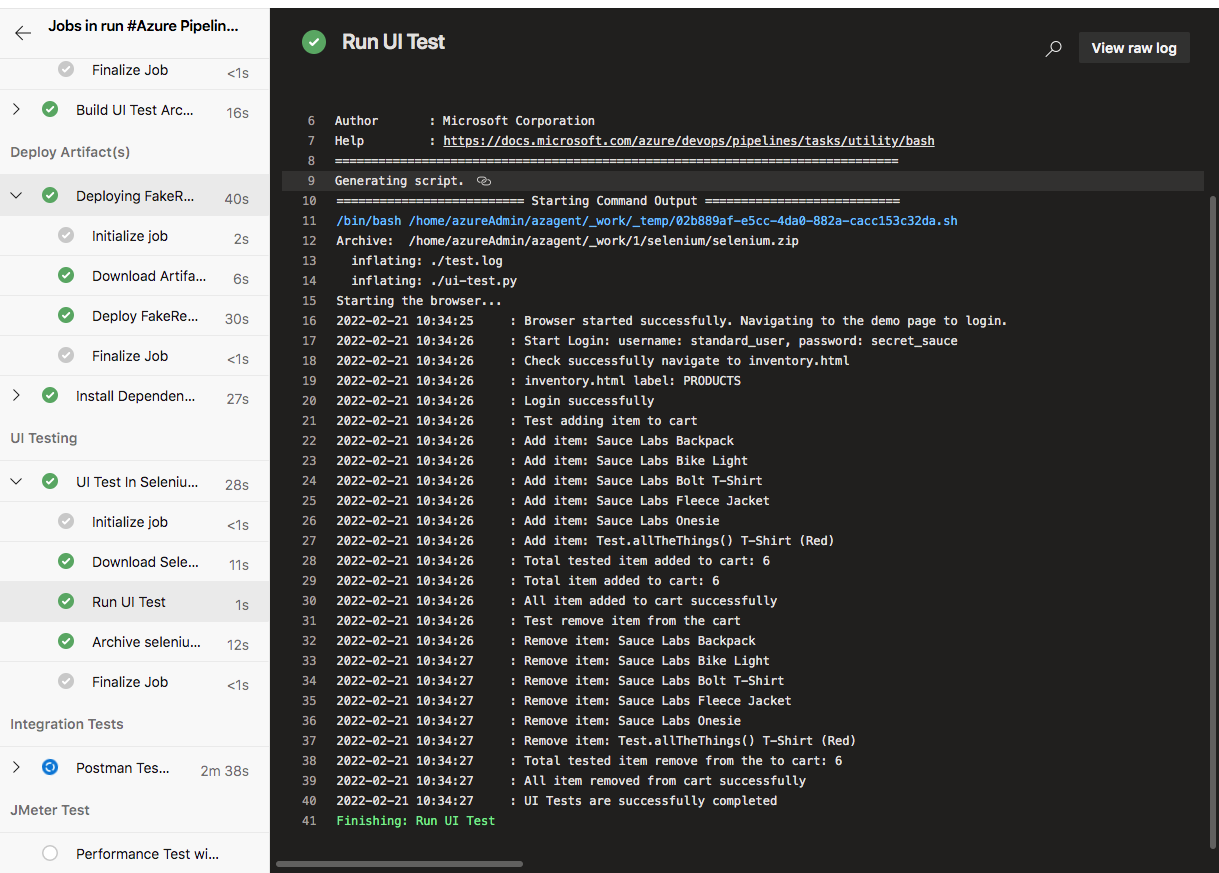 Jobs in run #Azure Pipelin...
Finalize Job <1s
Build UI Test Arc... 16s
Deploy Artifact(s)
Deploying FakeR... 40s
Initialize job 2s
Download Artifa... 6s
Deploy FakeRe... 30s
Finalize Job <1s
Install Dependen... 27s
UI Testing
UI Test In Seleniu... 28s
Initialize job <1s
Download Sele... 11s
Run UI Test 1s
Archive seleniu... 12s
Finalize Job <1s
Integration Tests
Postman Tes... 2m 38s
JMeter Test
Performance Test wi...
Run UI Test
View raw log
6 Author : Microsoft Corporation
7 Help : https://docs.microsoft.com/azure/devops/pipelines/tasks/utility/bash
8 ==============================================================================
9 Generating script.
10 ========================== Starting Command Output ===========================
11 /bin/bash /home/azureAdmin/azagent/_work/_temp/02b889af-e5cc-4da0-882a-cacc153c32da.sh
12 Archive: /home/azureAdmin/azagent/_work/1/selenium/selenium.zip
13 inflating: ./test.log
14 inflating: ./ui-test.py
15 Starting the browser...
16 2022-02-21 10:34:25 : Browser started successfully. Navigating to the demo page to login.
17 2022-02-21 10:34:26 : Start Login: username: standard_user, password: secret_sauce
18 2022-02-21 10:34:26 : Check successfully navigate to inventory.html
19 2022-02-21 10:34:26 : inventory.html label: PRODUCTS
20 2022-02-21 10:34:26 : Login successfully
21 2022-02-21 10:34:26 : Test adding item to cart
22 2022-02-21 10:34:26 : Add item: Sauce Labs Backpack
23 2022-02-21 10:34:26 : Add item: Sauce Labs Bike Light
24 2022-02-21 10:34:26 : Add item: Sauce Labs Bolt T-Shirt
25 2022-02-21 10:34:26 : Add item: Sauce Labs Fleece Jacket
26 2022-02-21 10:34:26 : Add item: Sauce Labs Onesie
27 2022-02-21 10:34:26 : Add item: Test.allTheThings() T-Shirt (Red)
28 2022-02-21 10:34:26 : Total tested item added to cart: 6
29 2022-02-21 10:34:26 : Total item added to cart: 6
30 2022-02-21 10:34:26 : All item added to cart successfully
31 2022-02-21 10:34:26 : Test remove item from the cart
32 2022-02-21 10:34:26 : Remove item: Sauce Labs Backpack
33 2022-02-21 10:34:27 : Remove item: Sauce Labs Bike Light
34 2022-02-21 10:34:27 : Remove item: Sauce Labs Bolt T-Shirt
35 2022-02-21 10:34:27 : Remove item: Sauce Labs Fleece Jacket
36 2022-02-21 10:34:27 : Remove item: Sauce Labs Onesie
37 2022-02-21 10:34:27 : Remove item: Test.allTheThings() T-Shirt (Red)
38 2022-02-21 10:34:27 : Total tested item remove from the to cart: 6
39 2022-02-21 10:34:27 : All item removed from cart successfully
40 2022-02-21 10:34:27 : UI Tests are successfully completed
41 Finishing: Run UI Test